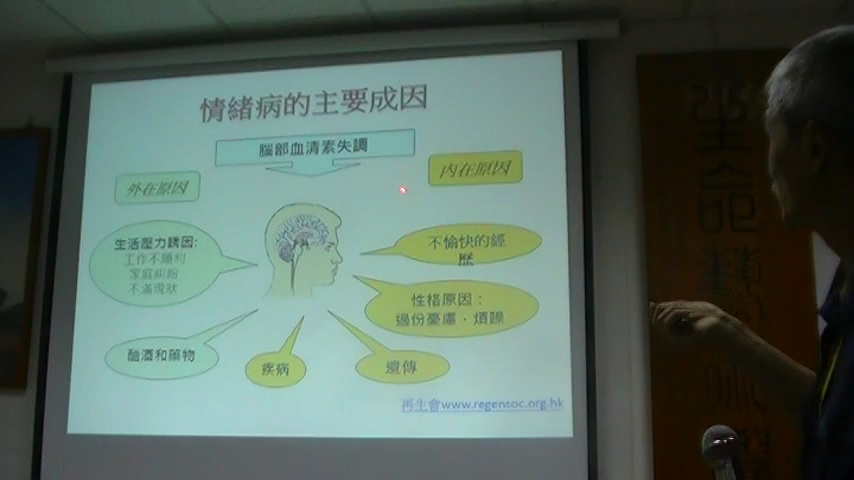 情緒病的主要成因
腦部血清素失調
外在原因
內在原因
生活壓力誘因:
工作不順利
家庭糾紛
不滿現狀
不愉快的經
歷
性格原因：
過份憂慮、煩躁
酗酒和藥物
疾病
遺傳
再生會www.regensoc.org.hk
生命藝術